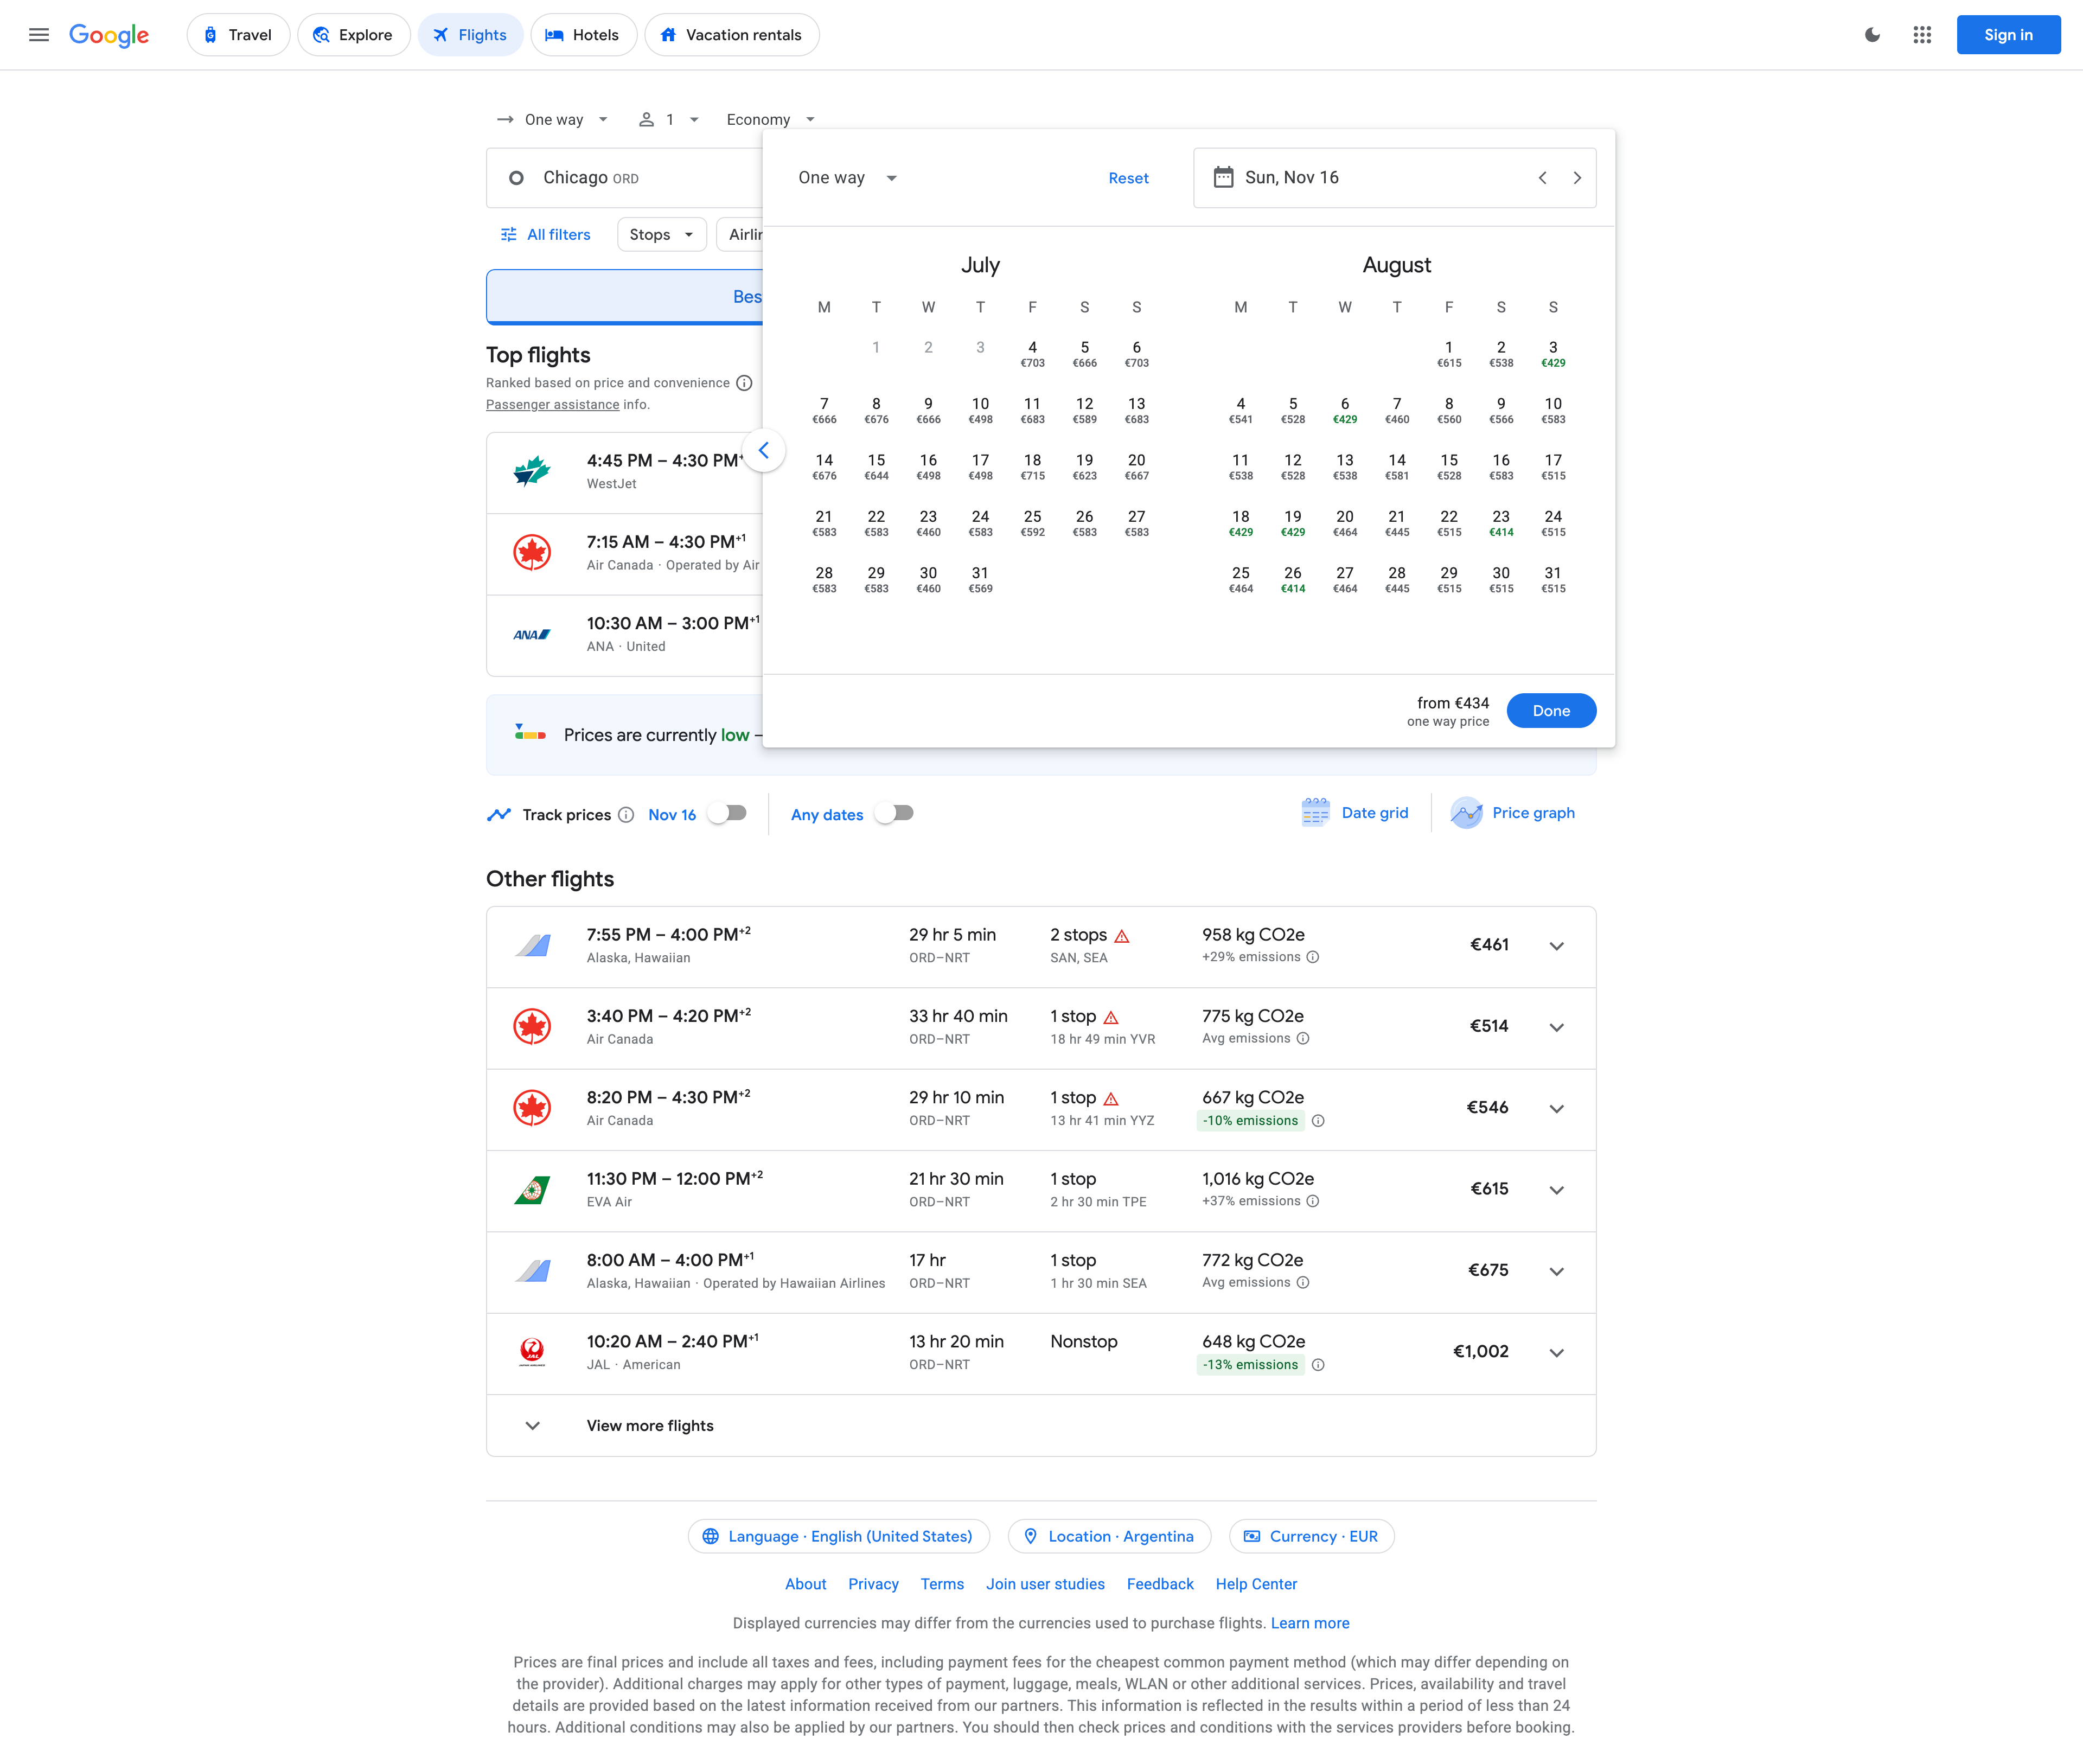 Google
Travel
Explore
Flights
Hotels
Vacation rentals
Sign in
One way
1
Economy
Chicago ORD
One way
Reset
Sun, Nov 16
All filters
Stops
July
August
M T W T F S S
M T W T F S S
1 2 3 4 5 6
€703 €666 €703
7 8 9 10 11 12 13
€666 €676 €666 €498 €683 €589 €683
14 15 16 17 18 19 20
€676 €644 €498 €498 €715 €623 €667
21 22 23 24 25 26 27
€583 €583 €460 €583 €592 €583 €583
28 29 30 31
€583 €583 €460 €569
1 2 3
€615 €538 €429
4 5 6 7 8 9 10
€541 €528 €429 €460 €560 €566 €583
11 12 13 14 15 16 17
€538 €528 €538 €581 €528 €583 €515
18 19 20 21 22 23 24
€429 €429 €464 €445 €515 €414 €515
25 26 27 28 29 30 31
€464 €414 €464 €445 €515 €515 €515
from €434
one way price
Done
Top flights
Ranked based on price and convenience
Passenger assistance info.
4:45 PM – 4:30 PM
WestJet
7:15 AM – 4:30 PM+1
Air Canada · Operated by Air
10:30 AM – 3:00 PM+1
ANA
ANA · United
Prices are currently low –
Track prices
Nov 16
Any dates
Date grid
Price graph
Other flights
7:55 PM – 4:00 PM+2 29 hr 5 min 2 stops 958 kg CO2e €461
Alaska, Hawaiian ORD–NRT SAN, SEA +29% emissions
3:40 PM – 4:20 PM+2 33 hr 40 min 1 stop 775 kg CO2e €514
Air Canada ORD–NRT 18 hr 49 min YVR Avg emissions
8:20 PM – 4:30 PM+2 29 hr 10 min 1 stop 667 kg CO2e €546
Air Canada ORD–NRT 13 hr 41 min YYZ -10% emissions
11:30 PM – 12:00 PM+2 21 hr 30 min 1 stop 1,016 kg CO2e €615
EVA Air ORD–NRT 2 hr 30 min TPE +37% emissions
8:00 AM – 4:00 PM+1 17 hr 1 stop 772 kg CO2e €675
Alaska, Hawaiian · Operated by Hawaiian Airlines ORD–NRT 1 hr 30 min SEA Avg emissions
10:20 AM – 2:40 PM+1 13 hr 20 min Nonstop 648 kg CO2e €1,002
JAL · American ORD–NRT -13% emissions
View more flights
Language · English (United States)
Location · Argentina
Currency · EUR
About Privacy Terms Join user studies Feedback Help Center
Displayed currencies may differ from the currencies used to purchase flights. Learn more
Prices are final prices and include all taxes and fees, including payment fees for the cheapest common payment method (which may differ depending on
the provider). Additional charges may apply for other types of payment, luggage, meals, WLAN or other additional services. Prices, availability and travel
details are provided based on the latest information received from our partners. This information is reflected in the results within a period of less than 24
hours. Additional conditions may also be applied by our partners. You should then check prices and conditions with the services providers before booking.